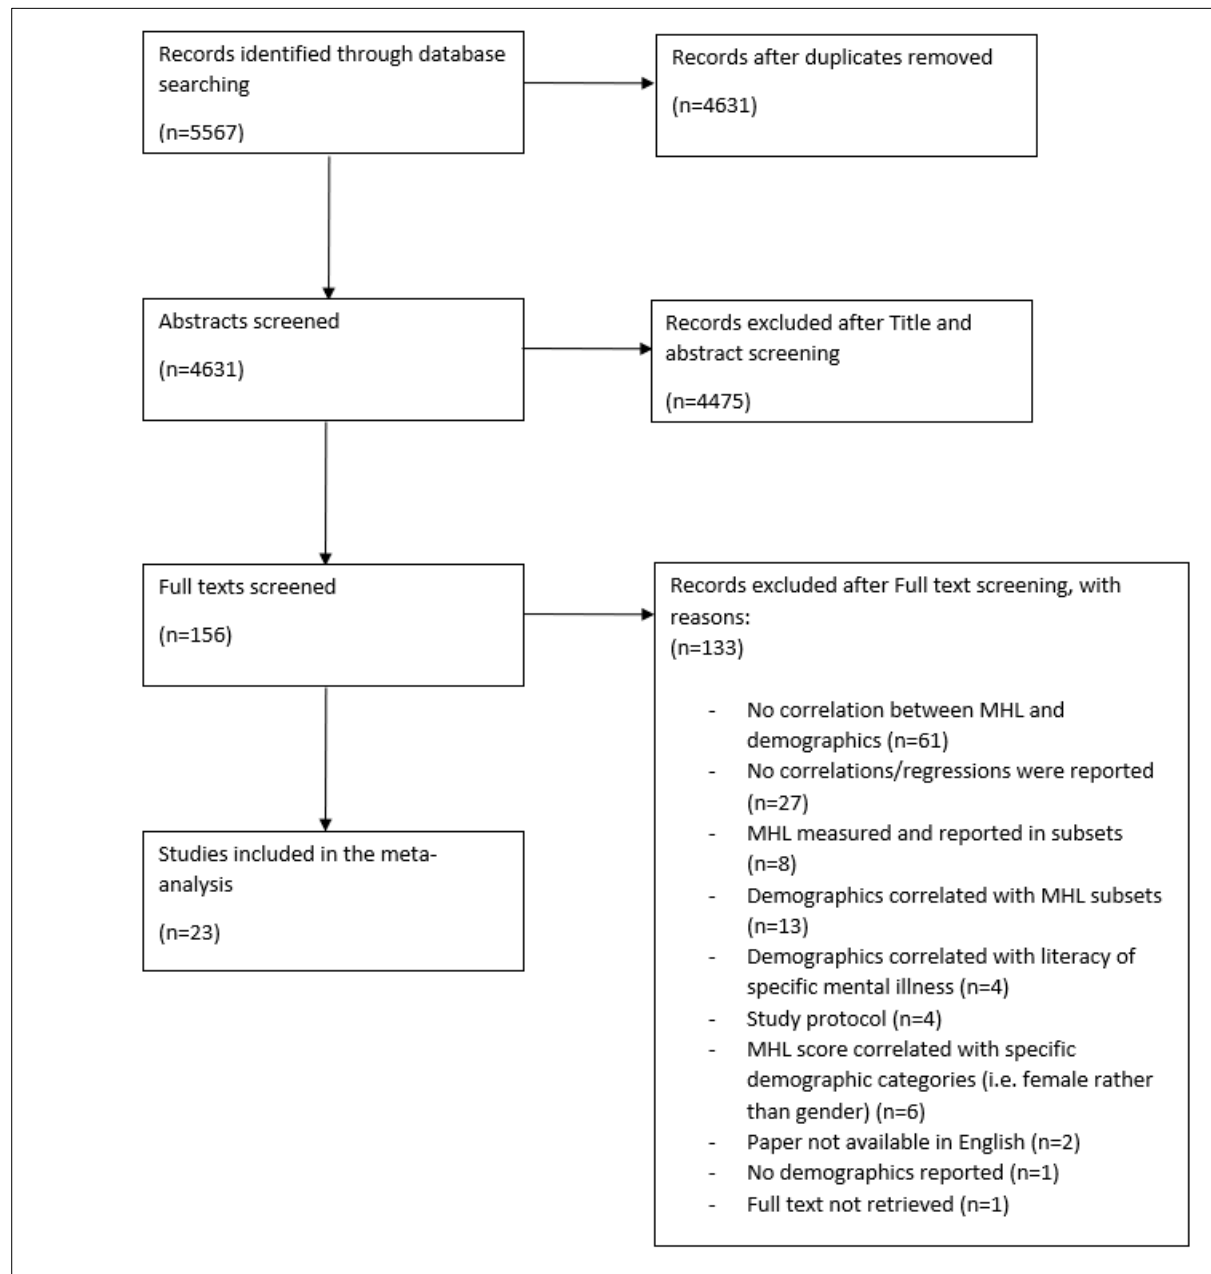 Records identified through database
searching
(n=5567)
Records after duplicates removed
(n=4631)
Abstracts screened
(n=4631)
Records excluded after Title and
abstract screening
(n=4475)
Full texts screened
(n=156)
Records excluded after Full text screening, with
reasons:
(n=133)
- No correlation between MHL and
demographics (n=61)
- No correlations/regressions were reported
(n=27)
- MHL measured and reported in subsets
(n=8)
- Demographics correlated with MHL subsets
(n=13)
- Demographics correlated with literacy of
specific mental illness (n=4)
- Study protocol (n=4)
- MHL score correlated with specific
demographic categories (i.e. female rather
than gender) (n=6)
- Paper not available in English (n=2)
- No demographics reported (n=1)
- Full text not retrieved (n=1)
Studies included in the meta-
analysis
(n=23)